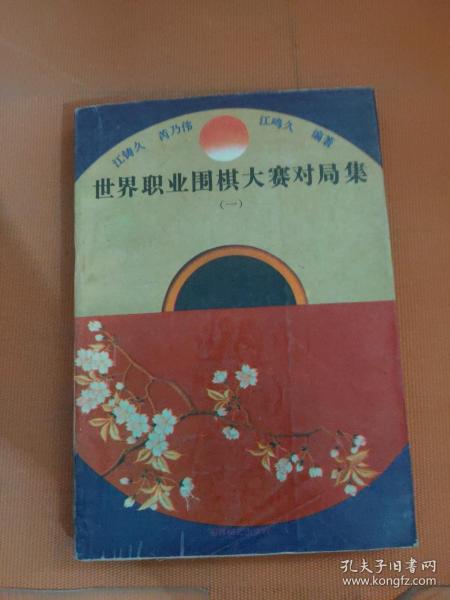 江铸久 芮乃伟 江鸣久 编著
世界职业围棋大赛对局集
(一)
孔夫子旧书网
www.kongfz.com